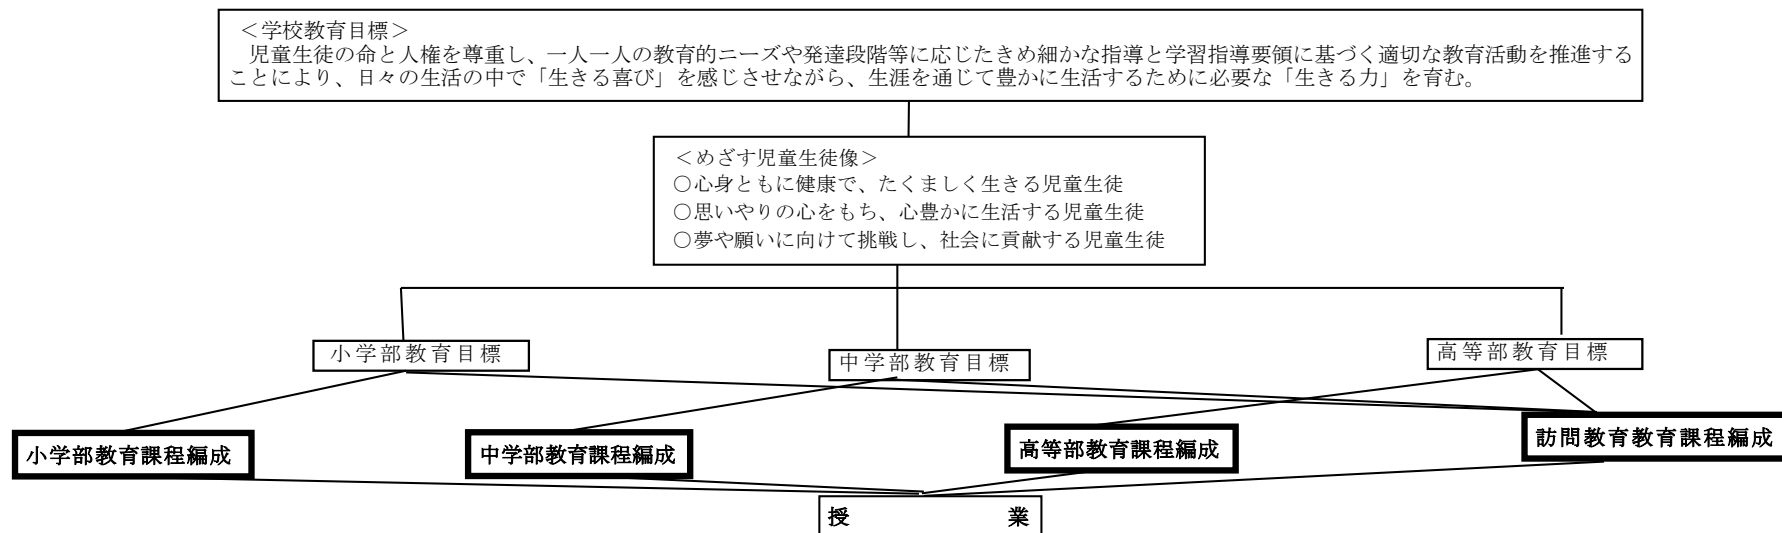 ＜学校教育目標＞
児童生徒の命と人権を尊重し、一人一人の教育的ニーズや発達段階等に応じたきめ細かな指導と学習指導要領に基づく適切な教育活動を推進する
ことにより、日々の生活の中で「生きる喜び」を感じさせながら、生涯を通じて豊かに生活するために必要な「生きる力」を育む。
＜めざす児童生徒像＞
○心身ともに健康で、たくましく生きる児童生徒
○思いやりの心をもち、心豊かに生活する児童生徒
○夢や願いに向けて挑戦し、社会に貢献する児童生徒
小学部教育目標
中学部教育目標
高等部教育目標
小学部教育課程編成
中学部教育課程編成
高等部教育課程編成
訪問教育教育課程編成
授　　　業